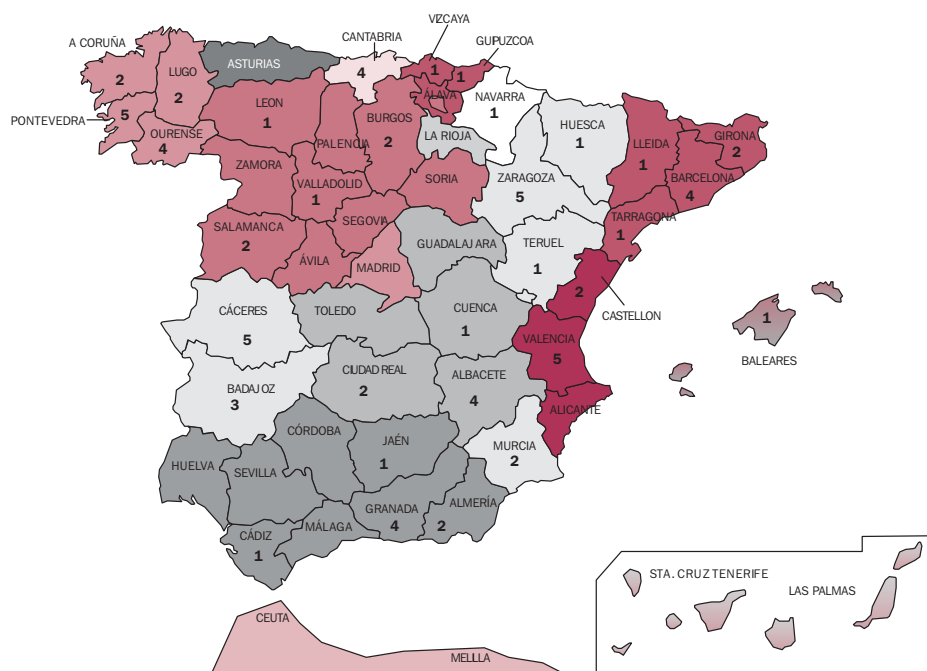 VIZCAYA
CANTABRIA
GUPUZCOA
A CORUÑA
LUGO
ASTURIAS
2
2
4
1
1
ÁLAVA
NAVARRA
1
PONTEVEDRA
5
OURENSE
4
LEON
1
PALENCIA
BURGOS
2
LA RIOJA
HUESCA
1
LLEIDA
1
GIRONA
2
BARCELONA
4
ZAMORA
VALLADOLID
1
SORIA
ZARAGOZA
5
TARRAGONA
1
SALAMANCA
2
SEGOVIA
ÁVILA
MADRID
GUADALAJARA
TERUEL
1
2
CASTELLON
CÁCERES
5
TOLEDO
CUENCA
1
VALENCIA
5
1
BALEARES
BADAJOZ
3
CIUDAD REAL
2
ALBACETE
4
ALICANTE
CÓRDOBA
JAÉN
1
MURCIA
2
HUELVA
SEVILLA
GRANADA
4
ALMERÍA
2
CÁDIZ
1
MÁLAGA
STA. CRUZ TENERIFE
LAS PALMAS
CEUTA
MELLLA